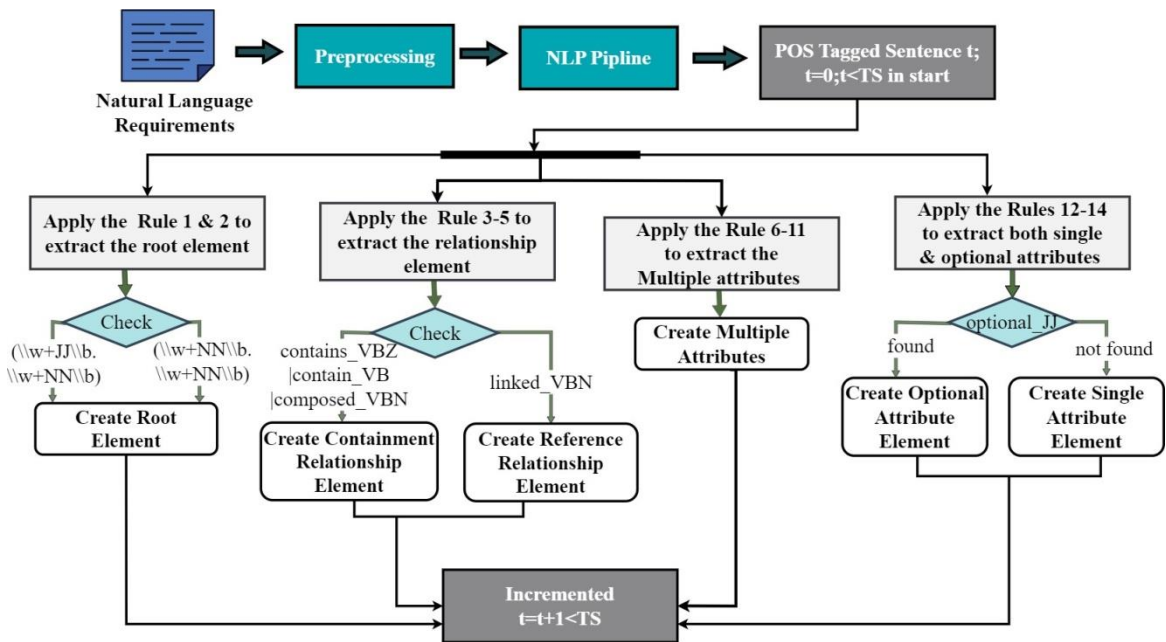 Natural Language
Requirements
Preprocessing
NLP Pipline
POS Tagged Sentence t;
t=0;t<TS in start
Apply the Rule 1 & 2 to
extract the root element
Check
(\\w+JJ\\b.
\\w+NN\\b)
(\\w+NN\\b.
\\w+NN\\b)
Create Root
Element
Apply the Rule 3-5 to
extract the relationship
element
Check
contains_VBZ
|contain_VB
|composed_VBN
linked_VBN
Create Containment
Relationship
Element
Create Reference
Relationship
Element
Apply the Rule 6-11
to extract the
Multiple attributes
Create Multiple
Attributes
Apply the Rules 12-14
to extract both single
& optional attributes
optional_JJ
found
not found
Create Optional
Attribute
Element
Create Single
Attribute
Element
Incremented
t=t+1<TS